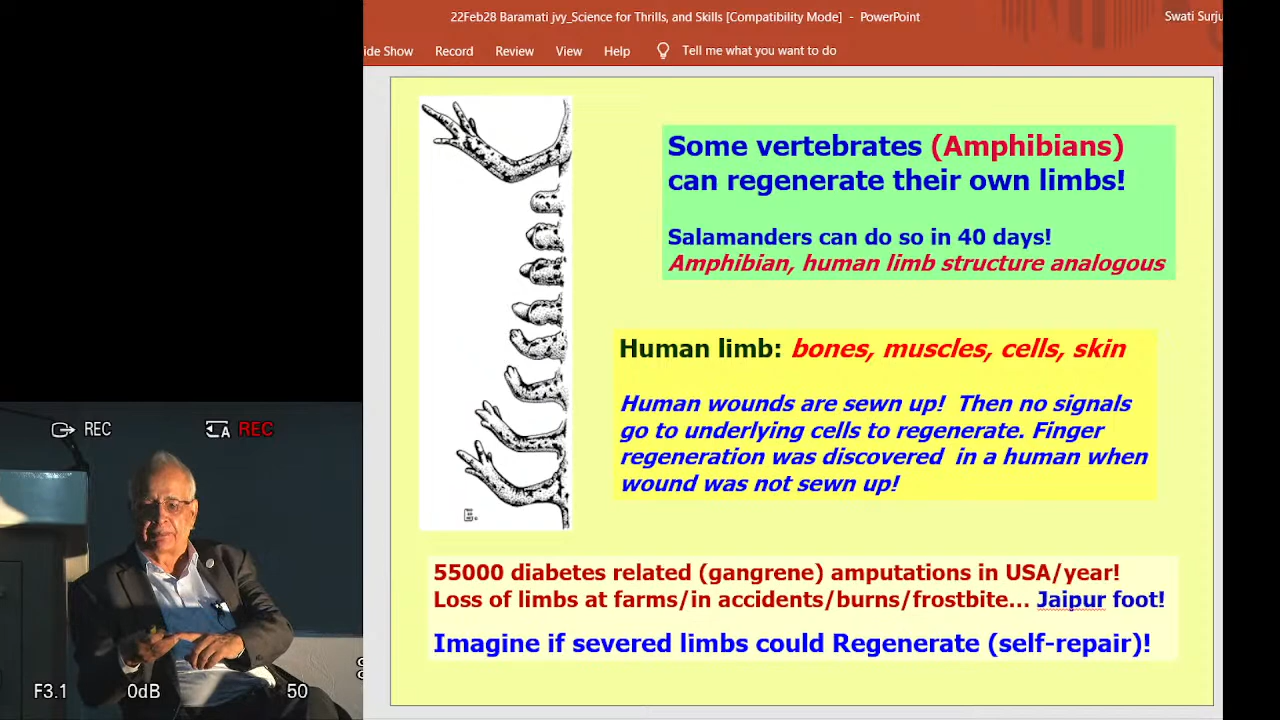 22Feb28 Baramati jvy_Science for Thrills, and Skills [Compatibility Mode] - PowerPoint
Swati Surju
ide Show Record Review View Help Tell me what you want to do
Some vertebrates (Amphibians)
can regenerate their own limbs!
Salamanders can do so in 40 days!
Amphibian, human limb structure analogous
Human limb: bones, muscles, cells, skin
Human wounds are sewn up! Then no signals
go to underlying cells to regenerate. Finger
regeneration was discovered in a human when
wound was not sewn up!
55000 diabetes related (gangrene) amputations in USA/year!
Loss of limbs at farms/in accidents/burns/frostbite... Jaipur foot!
Imagine if severed limbs could Regenerate (self-repair)!
REC A REC
F3.1 0dB 50